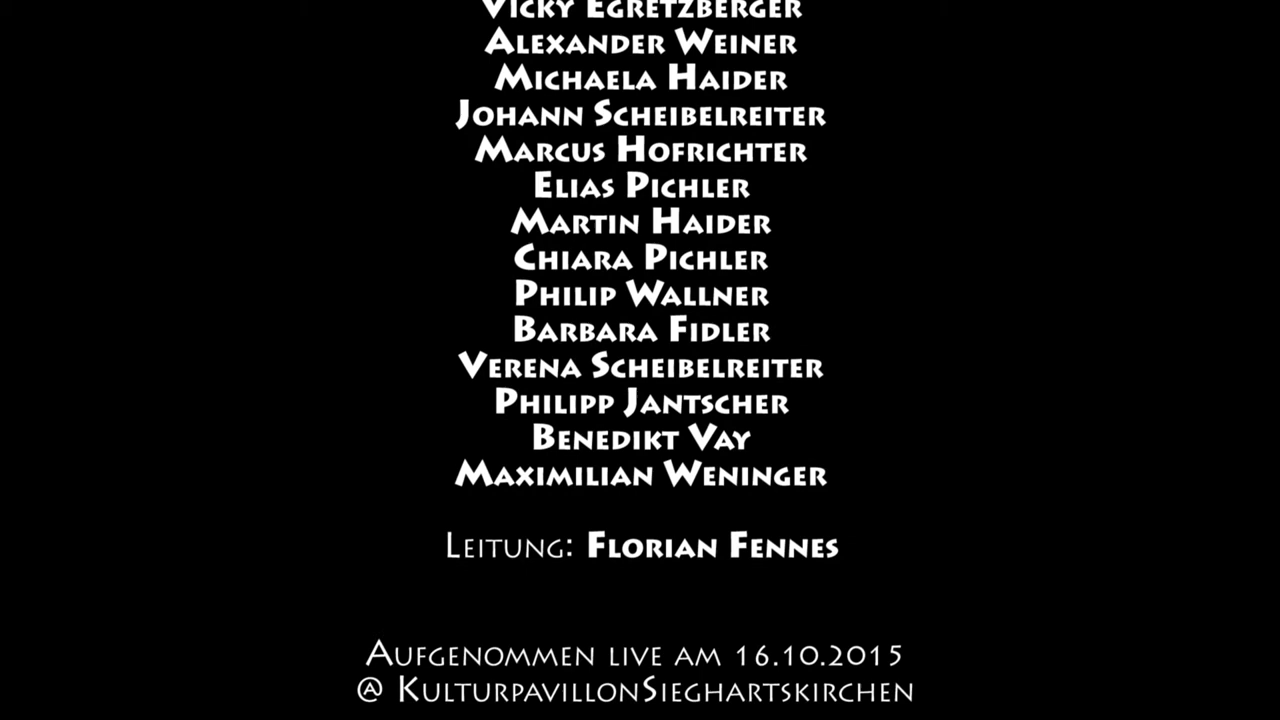 Vicky Egretzberger
Alexander Weiner
Michaela Haider
Johann Scheibelreiter
Marcus Hofrichter
Elias Pichler
Martin Haider
Chiara Pichler
Philip Wallner
Barbara Fidler
Verena Scheibelreiter
Philipp Jantscher
Benedikt Vay
Maximilian Weninger
Leitung: Florian Fennes
Aufgenommen live am 16.10.2015
@ KulturpavillonSieghartskirchen